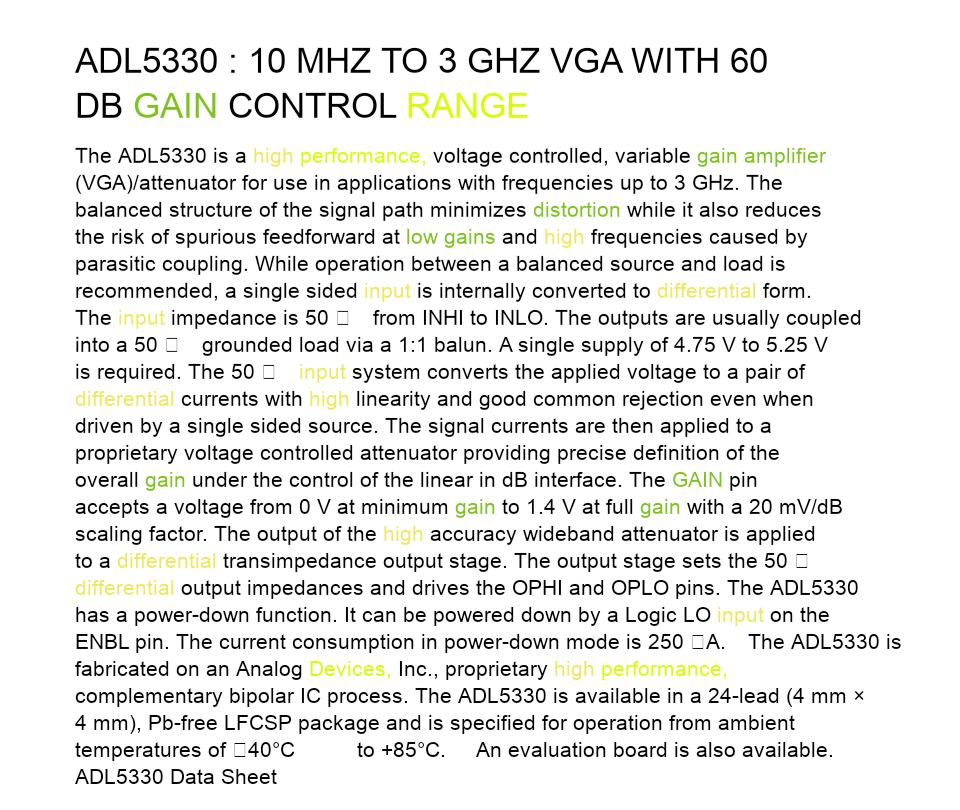 ADL5330 : 10 MHZ TO 3 GHZ VGA WITH 60
DB GAIN CONTROL RANGE
The ADL5330 is a high performance, voltage controlled, variable gain amplifier
(VGA)/attenuator for use in applications with frequencies up to 3 GHz. The
balanced structure of the signal path minimizes distortion while it also reduces
the risk of spurious feedforward at low gains and high frequencies caused by
parasitic coupling. While operation between a balanced source and load is
recommended, a single sided input is internally converted to differential form.
The input impedance is 50 □ from INHI to INLO. The outputs are usually coupled
into a 50 □ grounded load via a 1:1 balun. A single supply of 4.75 V to 5.25 V
is required. The 50 □ input system converts the applied voltage to a pair of
differential currents with high linearity and good common rejection even when
driven by a single sided source. The signal currents are then applied to a
proprietary voltage controlled attenuator providing precise definition of the
overall gain under the control of the linear in dB interface. The GAIN pin
accepts a voltage from 0 V at minimum gain to 1.4 V at full gain with a 20 mV/dB
scaling factor. The output of the high accuracy wideband attenuator is applied
to a differential transimpedance output stage. The output stage sets the 50 □
differential output impedances and drives the OPHI and OPLO pins. The ADL5330
has a power-down function. It can be powered down by a Logic LO input on the
ENBL pin. The current consumption in power-down mode is 250 □A. The ADL5330 is
fabricated on an Analog Devices, Inc., proprietary high performance,
complementary bipolar IC process. The ADL5330 is available in a 24-lead (4 mm ×
4 mm), Pb-free LFCSP package and is specified for operation from ambient
temperatures of □40°C to +85°C. An evaluation board is also available.
ADL5330 Data Sheet